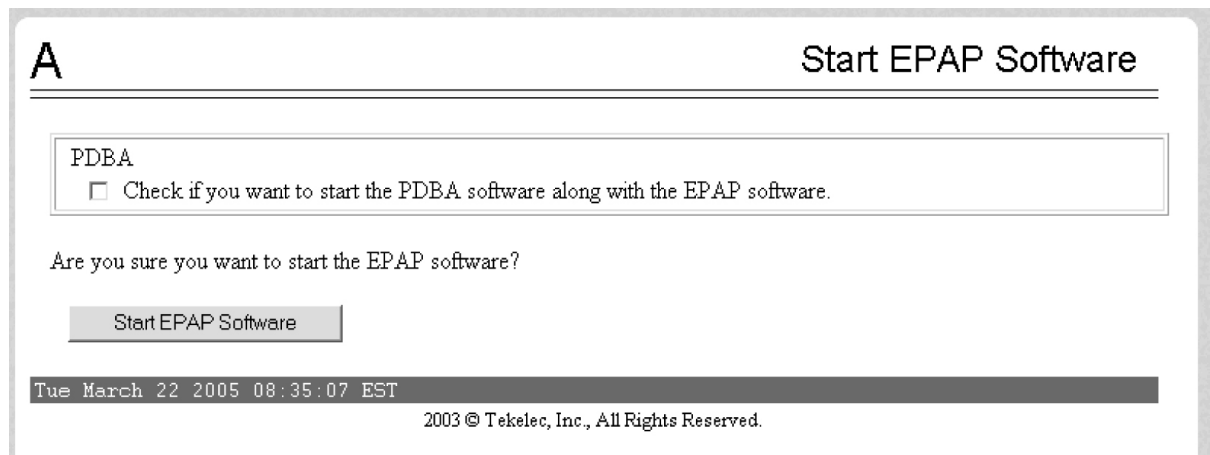 A
Start EPAP Software
PDBA
Check if you want to start the PDBA software along with the EPAP software.
Are you sure you want to start the EPAP software?
Start EPAP Software
Tue March 22 2005 08:35:07 EST
2003 © Tekelec, Inc., All Rights Reserved.